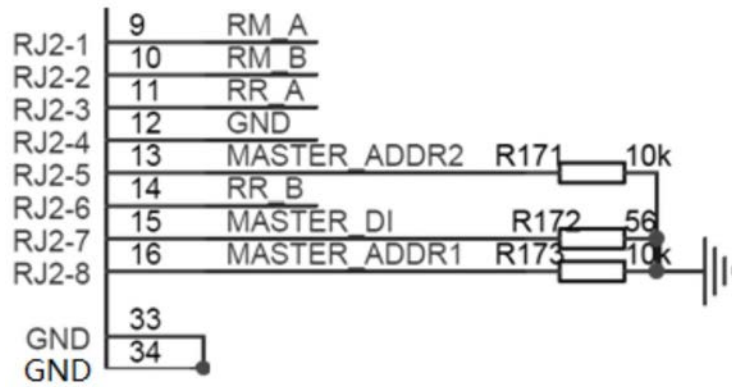 9 RM_A
RJ2-1
10 RM_B
RJ2-2
11 RR_A
RJ2-3
12 GND
RJ2-4
13 MASTER_ADDR2 R171 10k
RJ2-5
14 RR_B
RJ2-6
15 MASTER_DI R172 56
RJ2-7
16 MASTER_ADDR1 R173 10k
RJ2-8
33
GND
34
GND